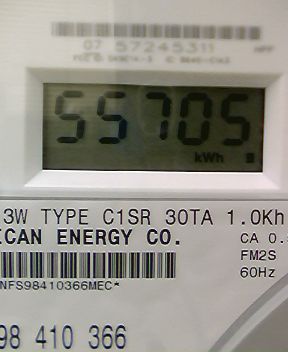 07 57245311
55705
kWh
3W TYPE C1SR 30TA 1.0Kh
ICAN ENERGY CO.
CA 0.
FM2S
60Hz
NFS98410366MEC*
98 410 366